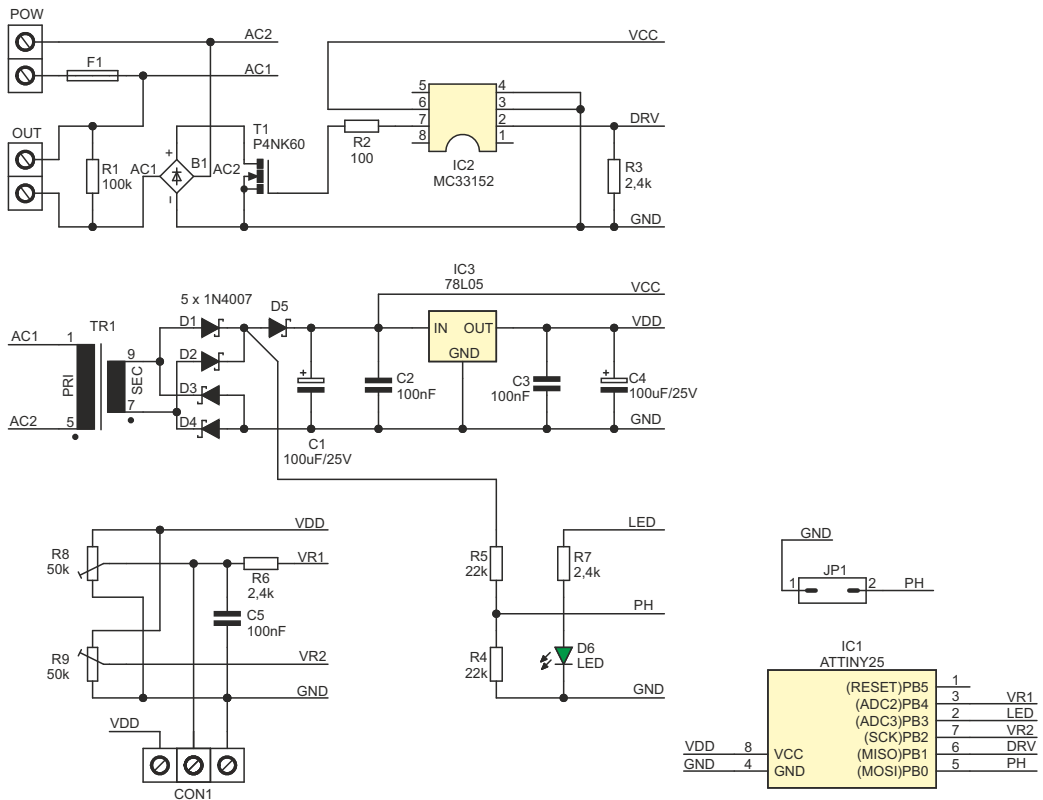 POW
AC2
VCC
F1
AC1
5 4
6 3
OUT
7 2
DRV
T1
P4NK60
R2
100
8 1
IC2
MC33152
R1
100k
AC1
+
B1
AC2
–
R3
2,4k
GND
IC3
78L05
VCC
5 x 1N4007
TR1
D1
D5
IN OUT
GND
VDD
AC1
1
9
D2
PRI
SEC
D3
7
+
C2
100nF
C3
100nF
+
C4
100uF/25V
AC2
5
D4
GND
C1
100uF/25V
VDD
LED
R8
50k
VR1
R6
2,4k
R5
22k
R7
2,4k
GND
JP1
1 2
PH
C5
100nF
PH
R9
50k
VR2
R4
22k
D6
LED
GND
GND
IC1
ATTINY25
(RESET)PB5 1
(ADC2)PB4 3 VR1
(ADC3)PB3 2 LED
(SCK)PB2 7 VR2
VDD 8 VCC (MISO)PB1 6 DRV
GND 4 GND (MOSI)PB0 5 PH
VDD
CON1